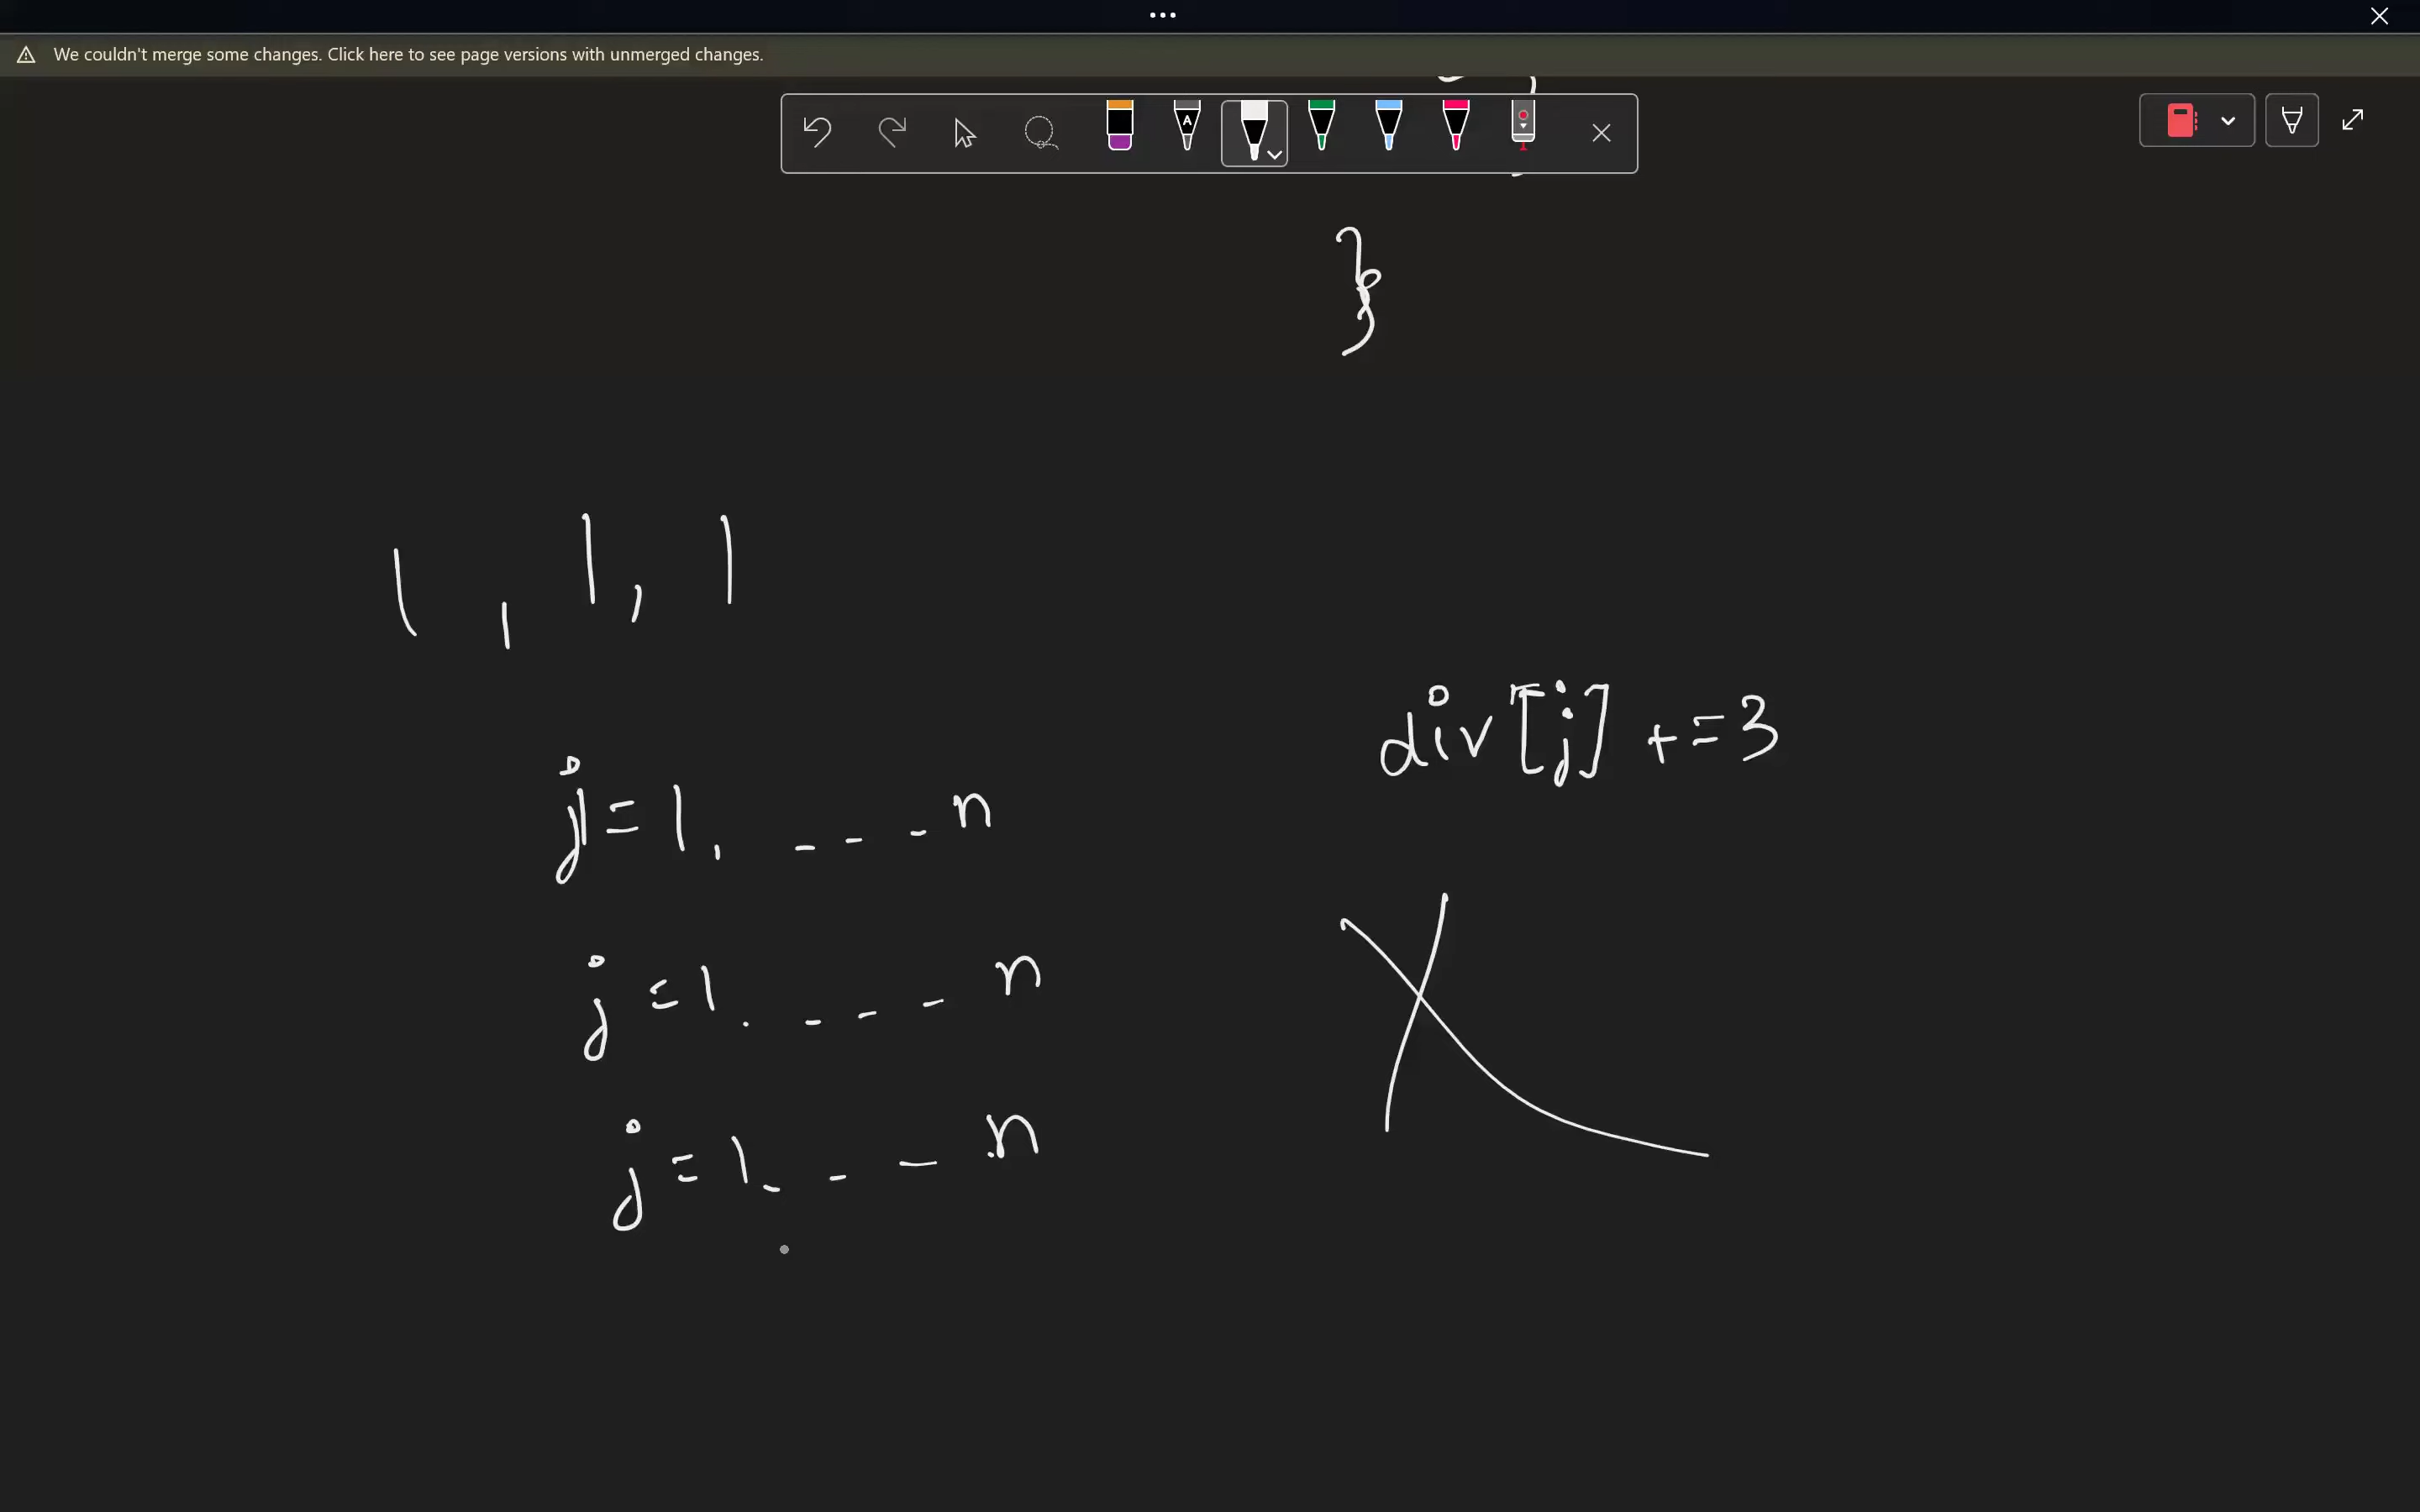 We couldn't merge some changes. Click here to see page versions with unmerged changes.
A
}
1 , 1 , 1
div[j] += 3
j = 1 , - - - n
j = 1 . - - - n
j = 1 - - - n